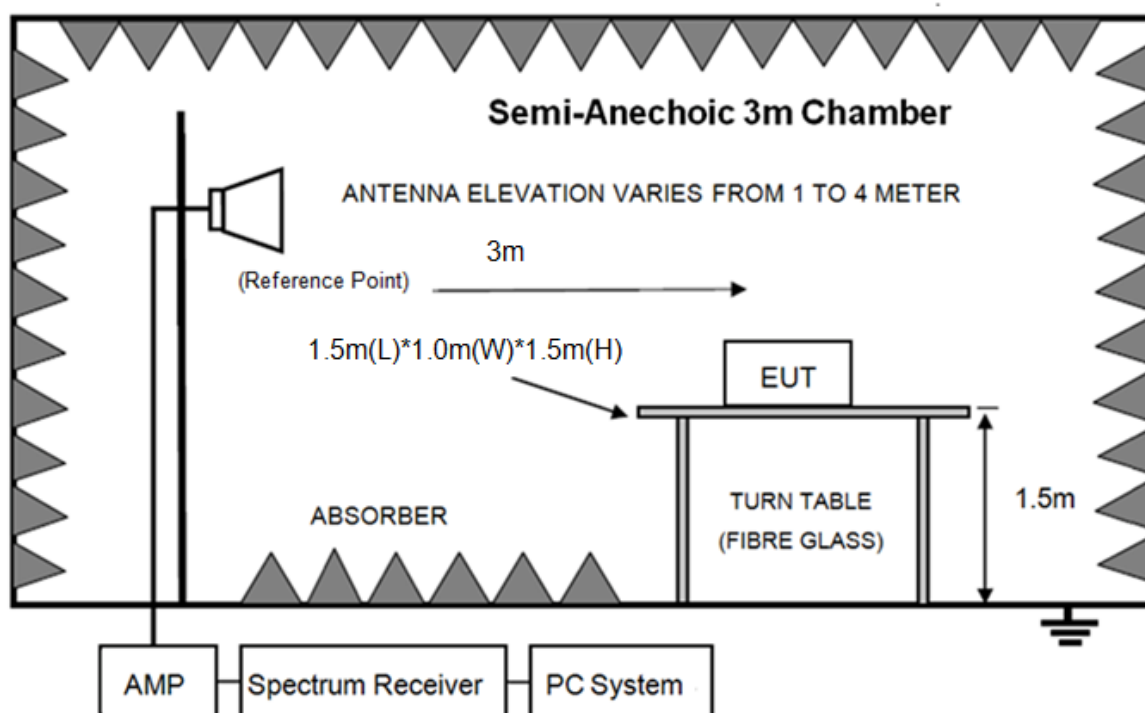 Semi-Anechoic 3m Chamber
ANTENNA ELEVATION VARIES FROM 1 TO 4 METER
3m
(Reference Point)
1.5m(L)*1.0m(W)*1.5m(H)
EUT
ABSORBER
TURN TABLE
(FIBRE GLASS)
1.5m
AMP
Spectrum Receiver
PC System